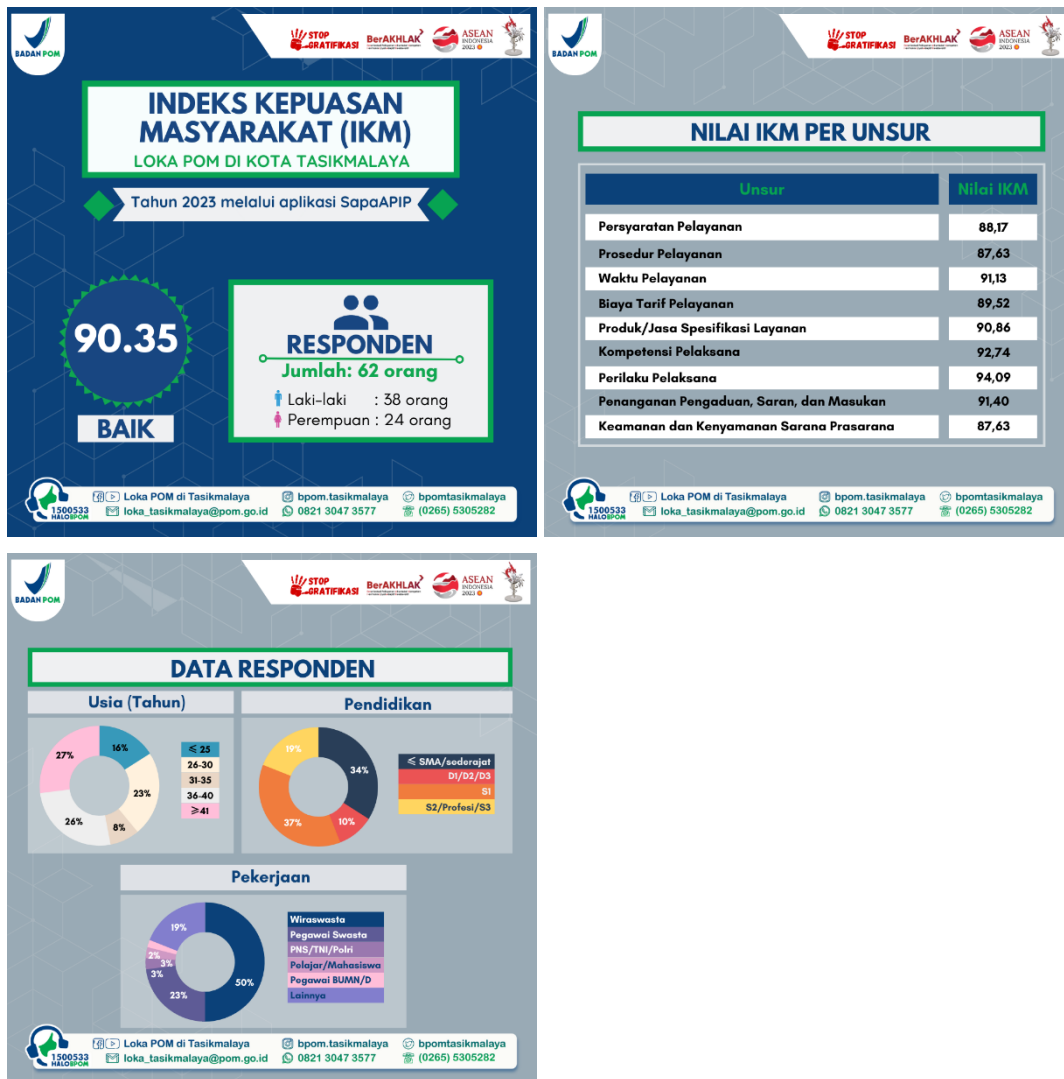 BADAN POM
STOP
GRATIFIKASI
BerAKHLAK
ASEAN
INDONESIA
2023
INDEKS KEPUASAN
MASYARAKAT (IKM)
LOKA POM DI KOTA TASIKMALAYA
Tahun 2023 melalui aplikasi SapaAPIP
90.35
BAIK
RESPONDEN
Jumlah: 62 orang
Laki-laki : 38 orang
Perempuan : 24 orang
1500533
HALOBPOM
Loka POM di Tasikmalaya bpom.tasikmalaya bpomtasikmalaya
loka_tasikmalaya@pom.go.id 0821 3047 3577 (0265) 5305282
BADAN POM
STOP
GRATIFIKASI
BerAKHLAK
ASEAN
INDONESIA
2023
NILAI IKM PER UNSUR
Unsur Nilai IKM
Persyaratan Pelayanan 88,17
Prosedur Pelayanan 87,63
Waktu Pelayanan 91,13
Biaya Tarif Pelayanan 89,52
Produk/Jasa Spesifikasi Layanan 90,86
Kompetensi Pelaksana 92,74
Perilaku Pelaksana 94,09
Penanganan Pengaduan, Saran, dan Masukan 91,40
Keamanan dan Kenyamanan Sarana Prasarana 87,63
1500533
HALOBPOM
Loka POM di Tasikmalaya bpom.tasikmalaya bpomtasikmalaya
loka_tasikmalaya@pom.go.id 0821 3047 3577 (0265) 5305282
BADAN POM
STOP
GRATIFIKASI
BerAKHLAK
ASEAN
INDONESIA
2023
DATA RESPONDEN
Usia (Tahun)
16%
23%
8%
26%
27%
≤ 25
26-30
31-35
36-40
≥41
Pendidikan
34%
10%
37%
19%
≤ SMA/sederajat
D1/D2/D3
S1
S2/Profesi/S3
Pekerjaan
50%
23%
3%
3%
2%
19%
Wiraswasta
Pegawai Swasta
PNS/TNI/Polri
Pelajar/Mahasiswa
Pegawai BUMN/D
Lainnya
1500533
HALOBPOM
Loka POM di Tasikmalaya bpom.tasikmalaya bpomtasikmalaya
loka_tasikmalaya@pom.go.id 0821 3047 3577 (0265) 5305282